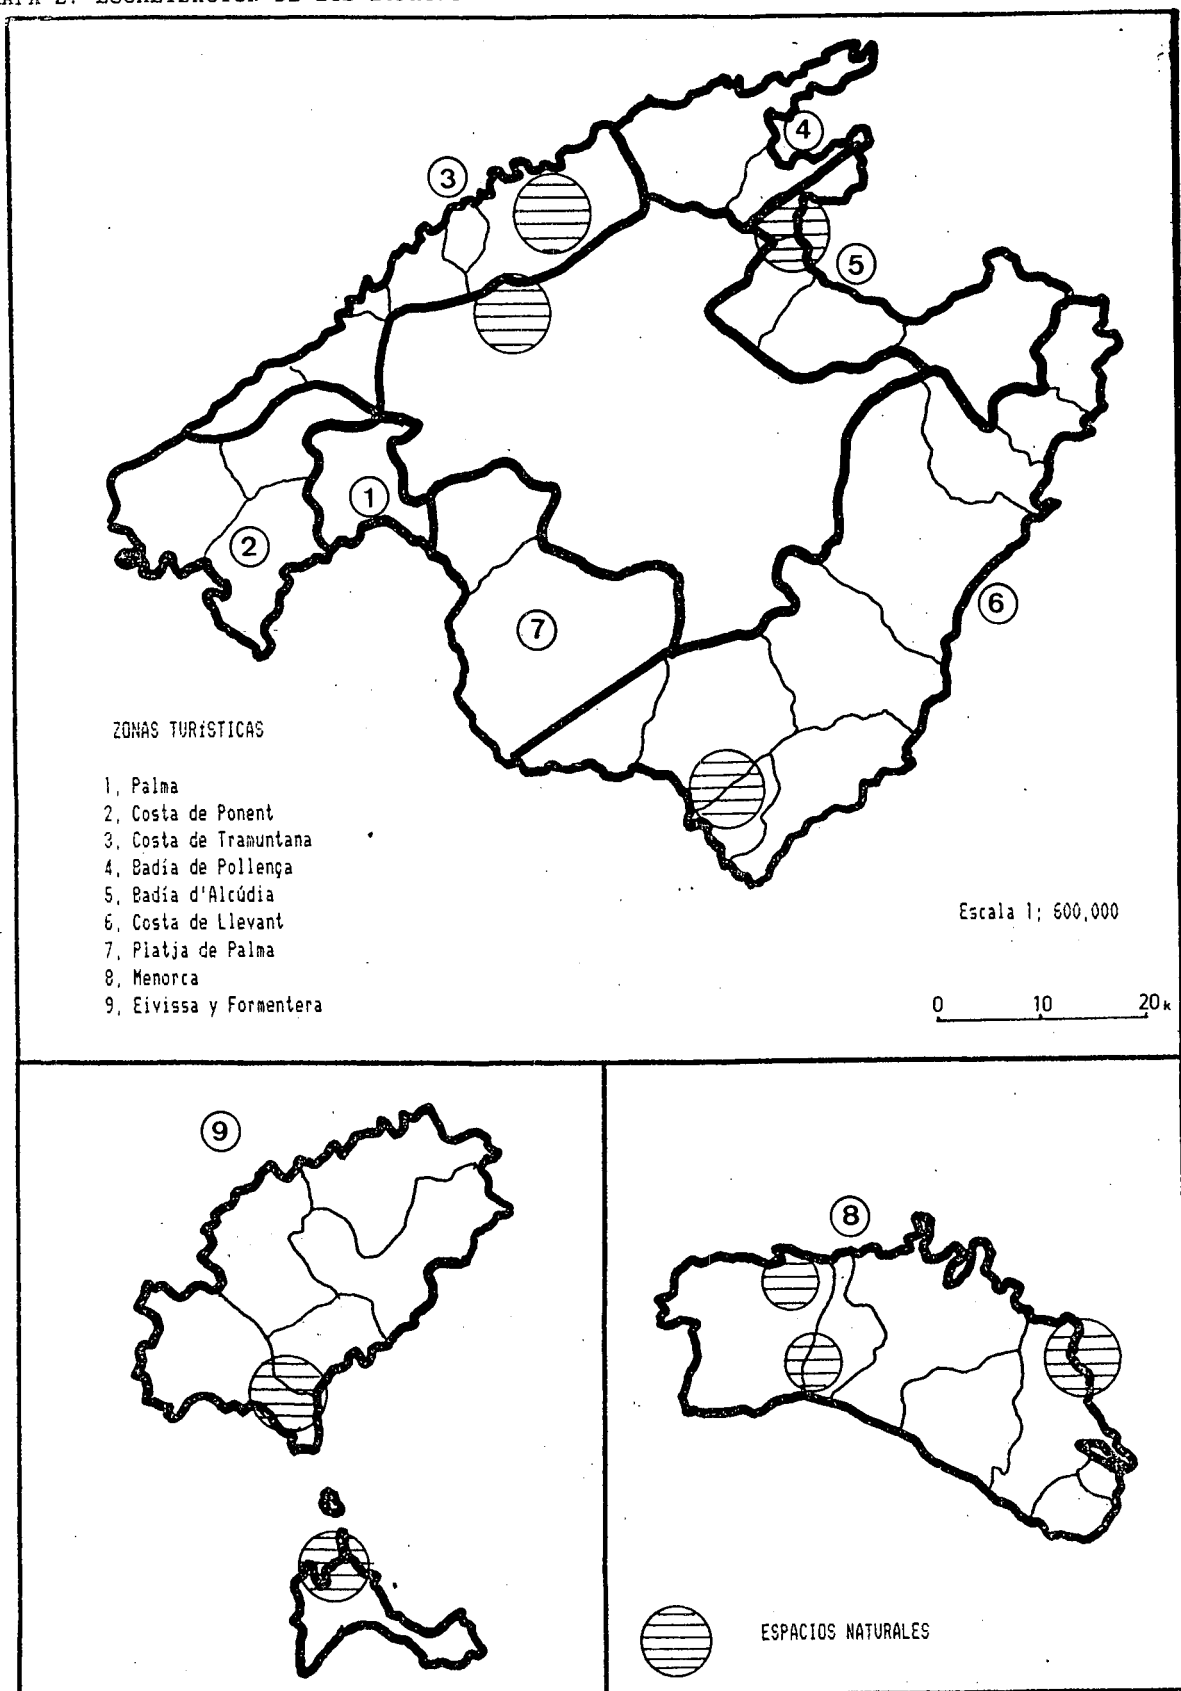 4
3
5
1
2
6
7
ZONAS TURÍSTICAS
1, Palma
2, Costa de Ponent
3, Costa de Tramuntana
4, Badía de Pollença
5, Badía d'Alcúdia
6, Costa de Llevant
7, Platja de Palma
8, Menorca
9, Eivissa y Formentera
Escala 1; 600,000
0 10 20 K
9
8
ESPACIOS NATURALES